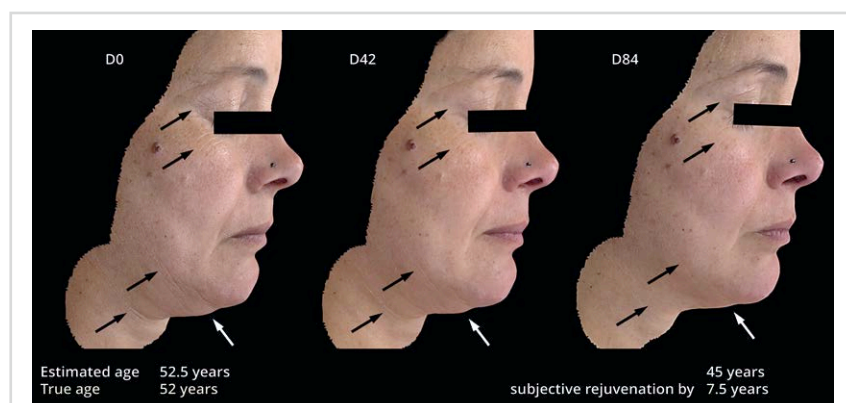 D0
D42
D84
Estimated age 52.5 years
True age 52 years
45 years
subjective rejuvenation by 7.5 years